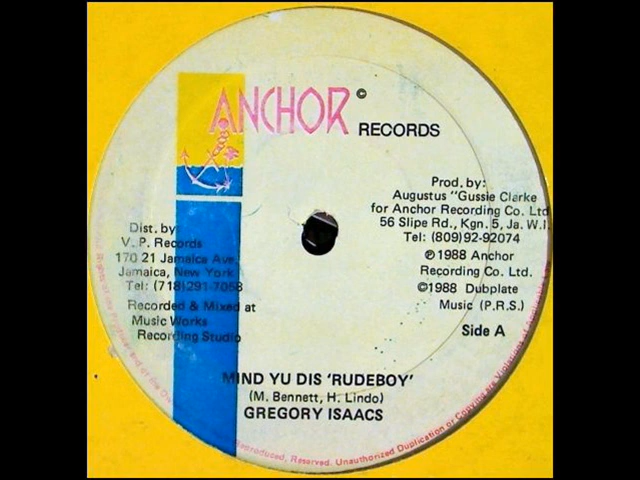 ANCHOR ©
RECORDS
Prod. by:
Augustus "Gussie Clarke
for Anchor Recording Co. Ltd
56 Slipe Rd., Kgn. 5, Ja. W.I.
Tel: (809)92-92074
℗1988 Anchor
Recording Co. Ltd.
©1988 Dubplate
Music (P.R.S.)
Side A
Dist. by
V. P. Records
170 21 Jamaica Ave.
Jamaica, New York
Tel: (718)291-7058
Recorded & Mixed at
Music Works
Recording Studio
MIND YU DIS 'RUDEBOY'
(M. Bennett, H. Lindo)
GREGORY ISAACS
Reproduced, Reserved. Unauthorized Duplication or Copying are Violations of